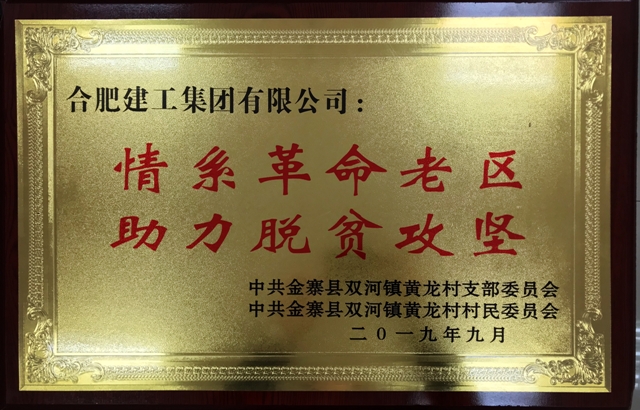 合肥建工集团有限公司：
情系革命老区
助力脱贫攻坚
中共金寨县双河镇黄龙村支部委员会
中共金寨县双河镇黄龙村村民委员会
二〇一九年九月